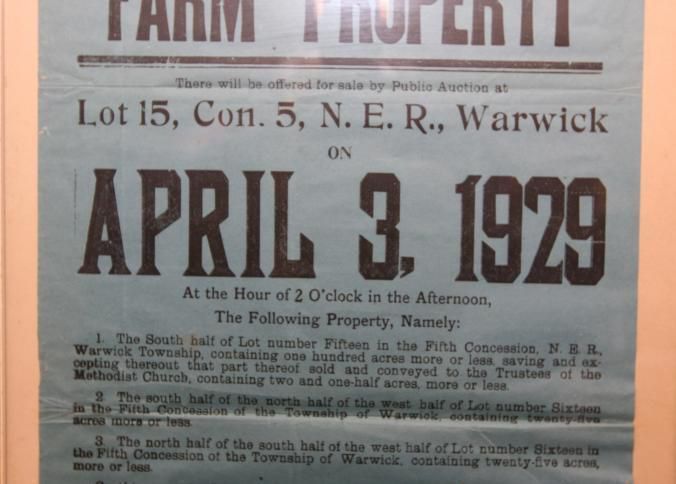 FARM PROPERTY
There will be offered for sale by Public Auction at
Lot 15, Con. 5, N. E. R., Warwick
ON
APRIL 3, 1929
At the Hour of 2 O'clock in the Afternoon,
The Following Property, Namely:
1. The South half of Lot number Fifteen in the Fifth Concession, N. E. R.,
Warwick Township, containing one hundred acres more or less, saving and ex-
cepting thereout that part thereof sold and conveyed to the Trustees of the
Methodist Church, containing two and one-half acres, more or less.
2. The south half of the north half of the west half of Lot number Sixteen
in the Fifth Concession of the Township of Warwick, containing twenty-five
acres more or less.
3. The north half of the south half of the west half of Lot number Sixteen in
the Fifth Concession of the Township of Warwick, containing twenty-five acres,
more or less.